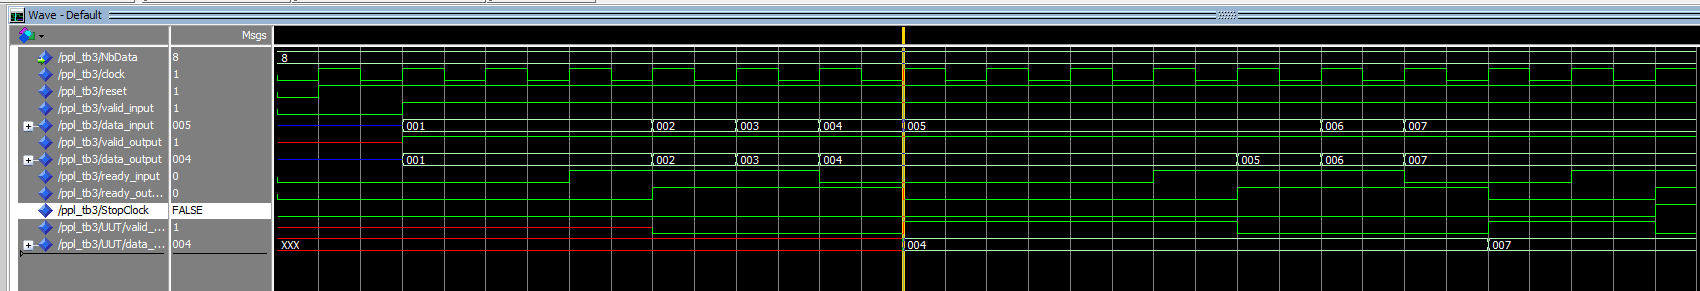 Wave - Default
Msgs
/ppl_tb3/NbData 8 8
/ppl_tb3/clock 1
/ppl_tb3/reset 1
/ppl_tb3/valid_input 1
/ppl_tb3/data_input 005 001 002 003 004 005 006 007
/ppl_tb3/valid_output 1
/ppl_tb3/data_output 004 001 002 003 004 005 006 007
/ppl_tb3/ready_input 0
/ppl_tb3/ready_out... 0
/ppl_tb3/StopClock FALSE
/ppl_tb3/UUT/valid_... 1
/ppl_tb3/UUT/data_... 004 XXX 004 007